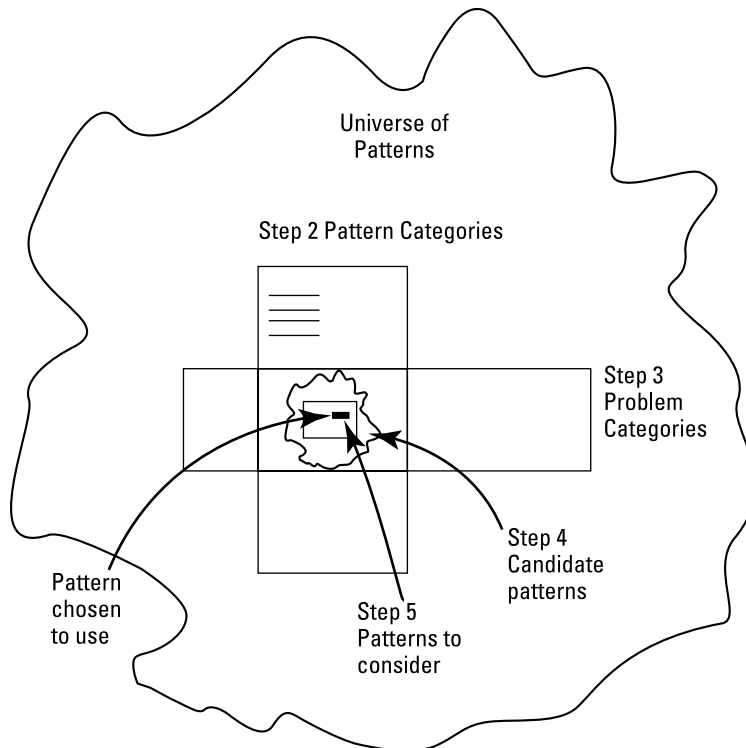 Universe of
Patterns
Step 2 Pattern Categories
Step 3
Problem
Categories
Step 4
Candidate
patterns
Pattern
chosen
to use
Step 5
Patterns to
consider